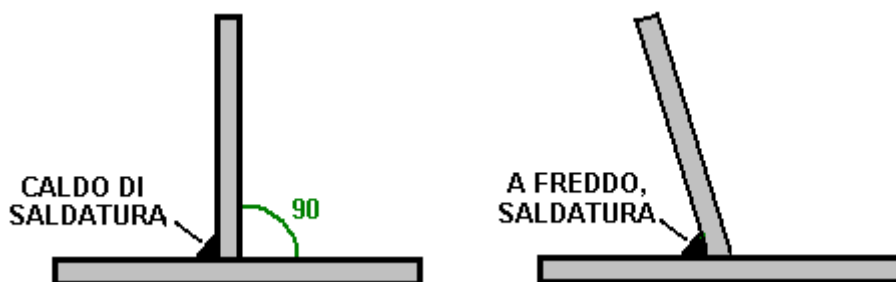 CALDO DI
SALDATURA
90
A FREDDO,
SALDATURA